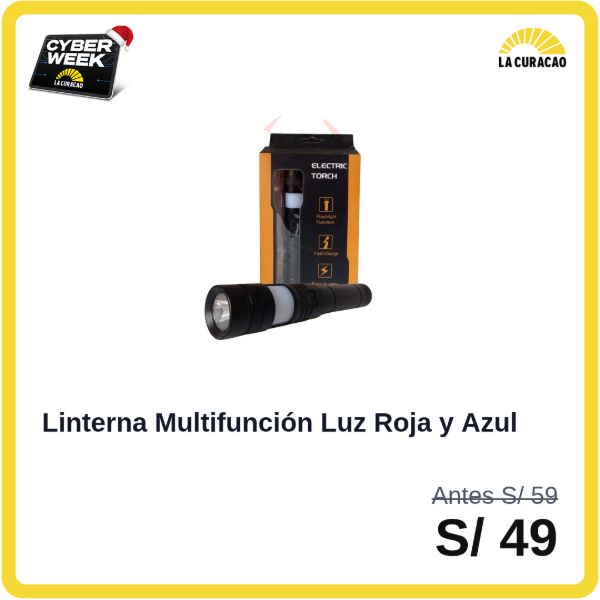 CYBER
WEEK
LA CURACAO
LA CURACAO
ELECTRIC
TORCH
Flashlight
Function
Fast charge
Linterna Multifunción Luz Roja y Azul
Antes S/ 59
S/ 49